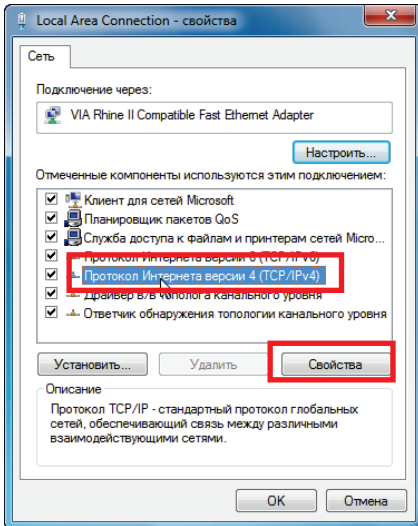 Local Area Connection - свойства
Сеть
Подключение через:
VIA Rhine II Compatible Fast Ethernet Adapter
Настроить...
Отмеченные компоненты используются этим подключением:
Клиент для сетей Microsoft
Планировщик пакетов QoS
Служба доступа к файлам и принтерам сетей Micro...
Протокол Интернета версии 6 (TCP/IPv6)
Протокол Интернета версии 4 (TCP/IPv4)
Драйвер в/в тополога канального уровня
Ответчик обнаружения топологии канального уровня
Установить...
Удалить
Свойства
Описание
Протокол TCP/IP - стандартный протокол глобальных
сетей, обеспечивающий связь между различными
взаимодействующими сетями.
OK
Отмена